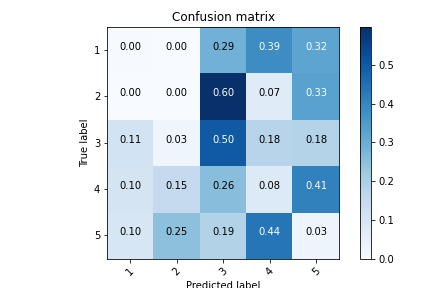 Confusion matrix
1 0.00 0.00 0.29 0.39 0.32
2 0.00 0.00 0.60 0.07 0.33
3 0.11 0.03 0.50 0.18 0.18
4 0.10 0.15 0.26 0.08 0.41
5 0.10 0.25 0.19 0.44 0.03
1 2 3 4 5
True label
Predicted label
0.5
0.4
0.3
0.2
0.1
0.0